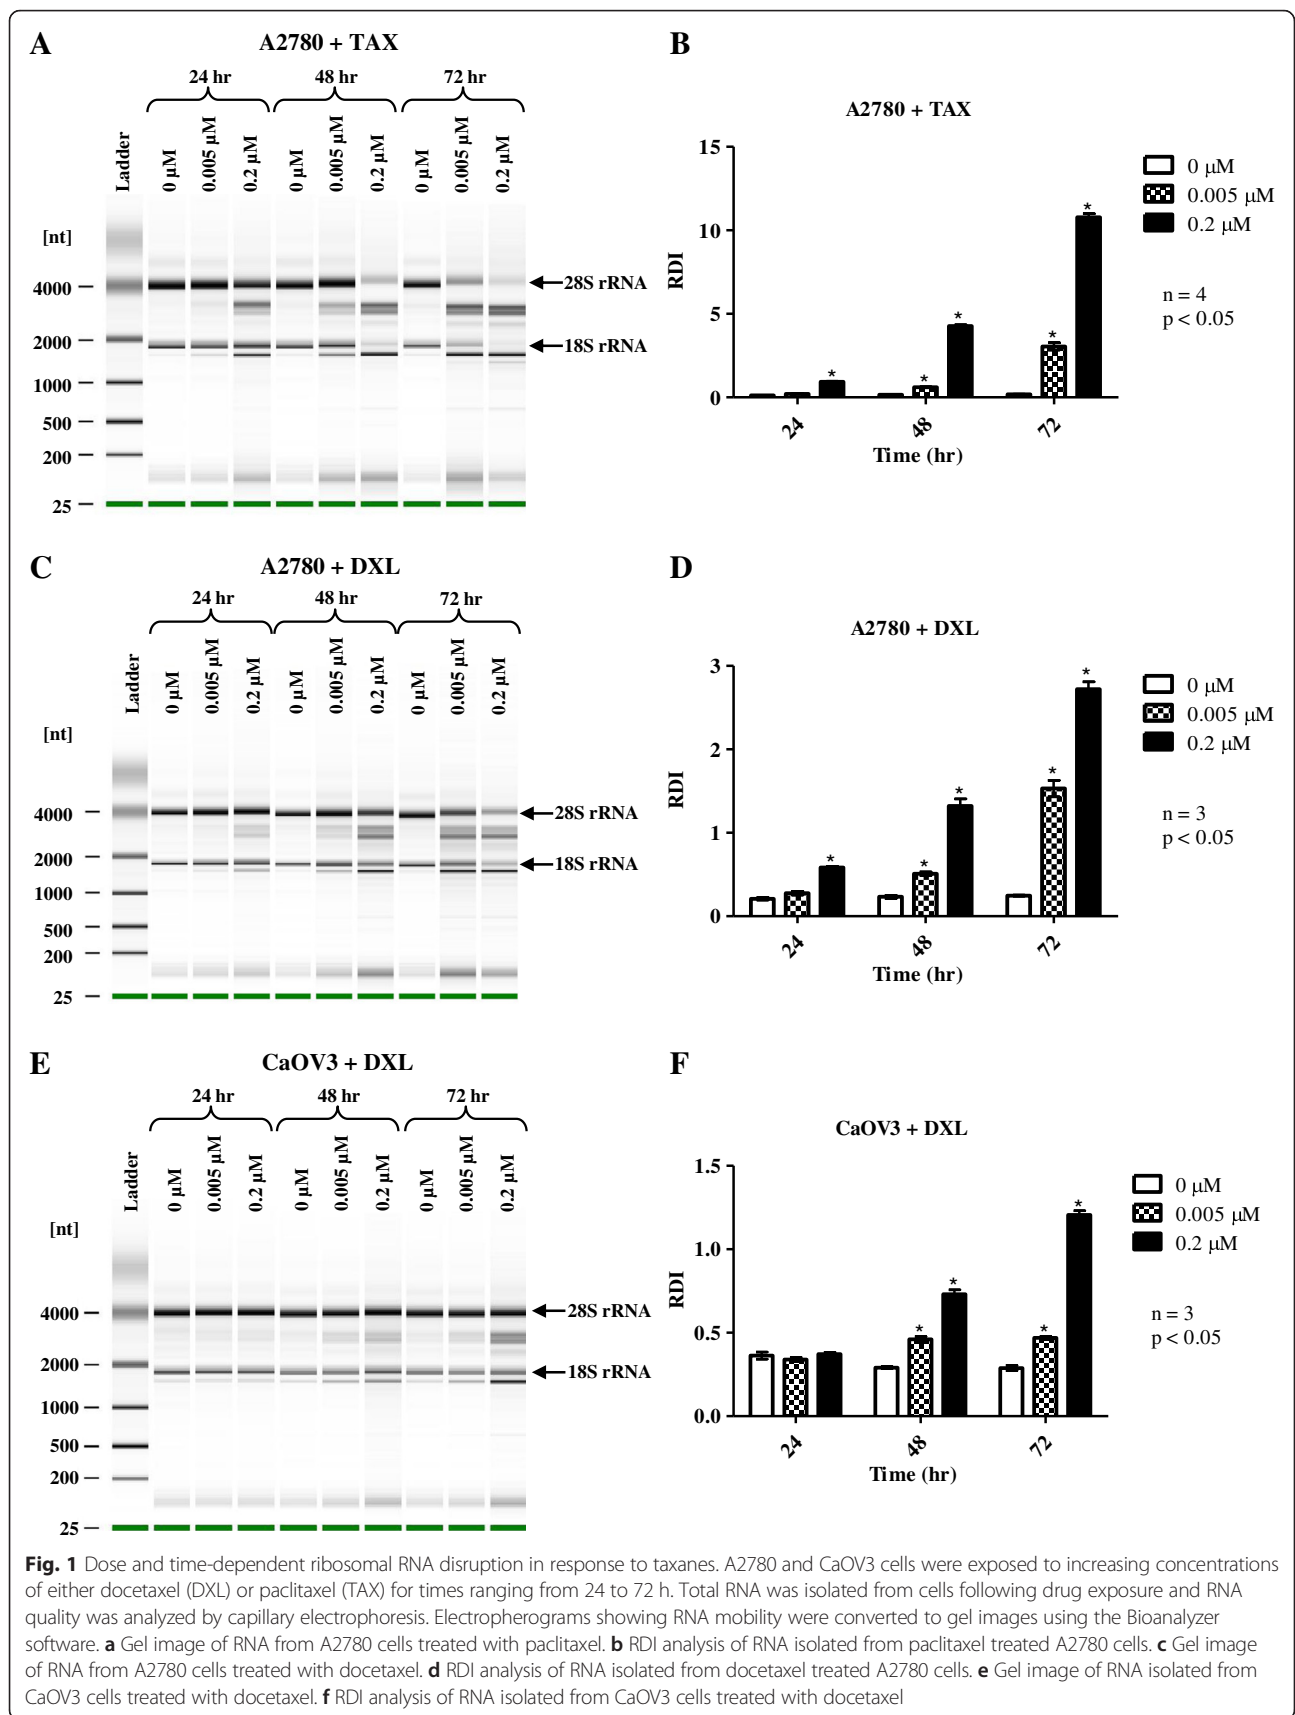 A
A2780 + TAX
24 hr
48 hr
72 hr
Ladder
0 µM
0.005 µM
0.2 µM
0 µM
0.005 µM
0.2 µM
0 µM
0.005 µM
0.2 µM
[nt]
4000
2000
1000
500
200
25
28S rRNA
18S rRNA
B
A2780 + TAX
15
10
5
0
RDI
24
48
72
Time (hr)
0 µM
0.005 µM
0.2 µM
n = 4
p < 0.05
* * * * *
C
A2780 + DXL
24 hr
48 hr
72 hr
Ladder
0 µM
0.005 µM
0.2 µM
0 µM
0.005 µM
0.2 µM
0 µM
0.005 µM
0.2 µM
[nt]
4000
2000
1000
500
200
25
28S rRNA
18S rRNA
D
A2780 + DXL
3
2
1
0
RDI
24
48
72
Time (hr)
0 µM
0.005 µM
0.2 µM
n = 3
p < 0.05
* * * * *
E
CaOV3 + DXL
24 hr
48 hr
72 hr
Ladder
0 µM
0.005 µM
0.2 µM
0 µM
0.005 µM
0.2 µM
0 µM
0.005 µM
0.2 µM
[nt]
4000
2000
1000
500
200
25
28S rRNA
18S rRNA
F
CaOV3 + DXL
1.5
1.0
0.5
0.0
RDI
24
48
72
Time (hr)
0 µM
0.005 µM
0.2 µM
n = 3
p < 0.05
* * * *
Fig. 1 Dose and time-dependent ribosomal RNA disruption in response to taxanes. A2780 and CaOV3 cells were exposed to increasing concentrations
of either docetaxel (DXL) or paclitaxel (TAX) for times ranging from 24 to 72 h. Total RNA was isolated from cells following drug exposure and RNA
quality was analyzed by capillary electrophoresis. Electropherograms showing RNA mobility were converted to gel images using the Bioanalyzer
software. a Gel image of RNA from A2780 cells treated with paclitaxel. b RDI analysis of RNA isolated from paclitaxel treated A2780 cells. c Gel image
of RNA from A2780 cells treated with docetaxel. d RDI analysis of RNA isolated from docetaxel treated A2780 cells. e Gel image of RNA isolated from
CaOV3 cells treated with docetaxel. f RDI analysis of RNA isolated from CaOV3 cells treated with docetaxel